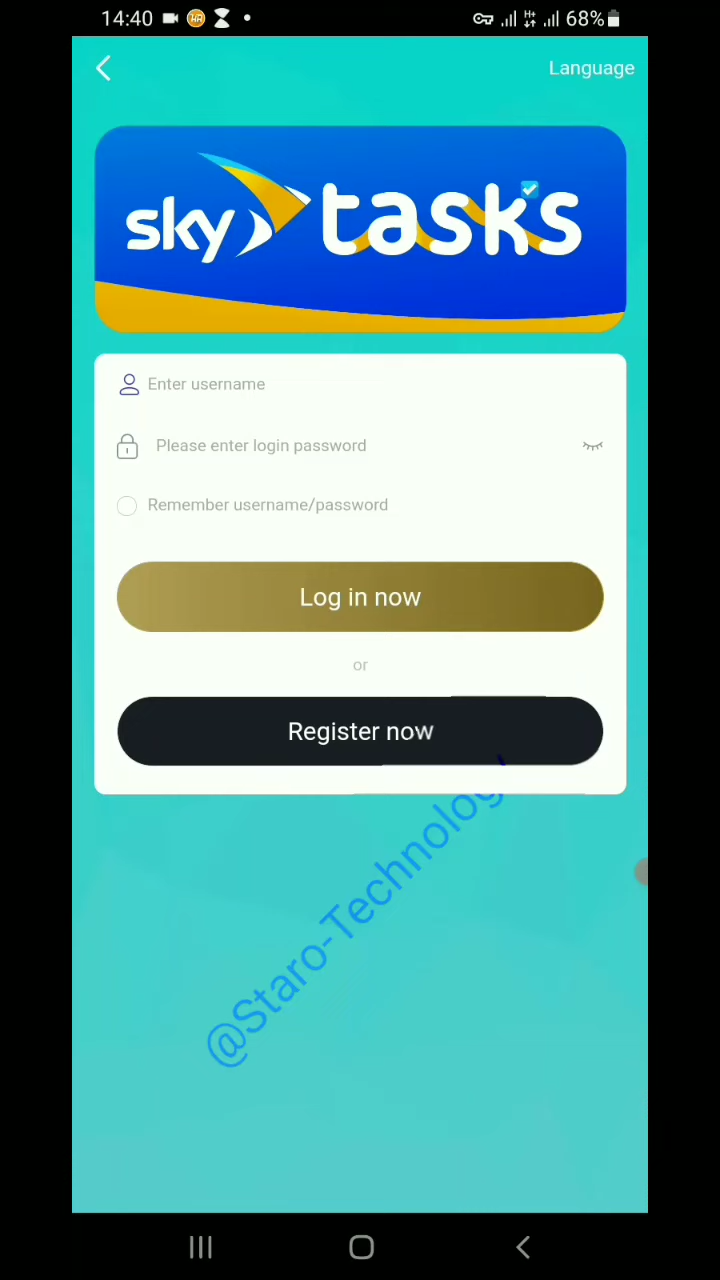 14:40
68%
Language
sky tasks
Enter username
Please enter login password
Remember username/password
Log in now
or
Register now
@Staro-Technolog